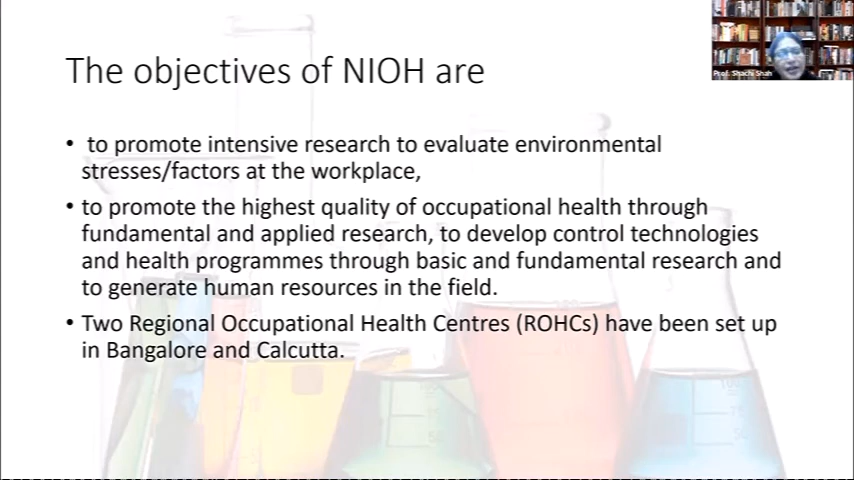 The objectives of NIOH are
Prof. Shachi Shah
• to promote intensive research to evaluate environmental
stresses/factors at the workplace,
• to promote the highest quality of occupational health through
fundamental and applied research, to develop control technologies
and health programmes through basic and fundamental research and
to generate human resources in the field.
• Two Regional Occupational Health Centres (ROHCs) have been set up
in Bangalore and Calcutta.